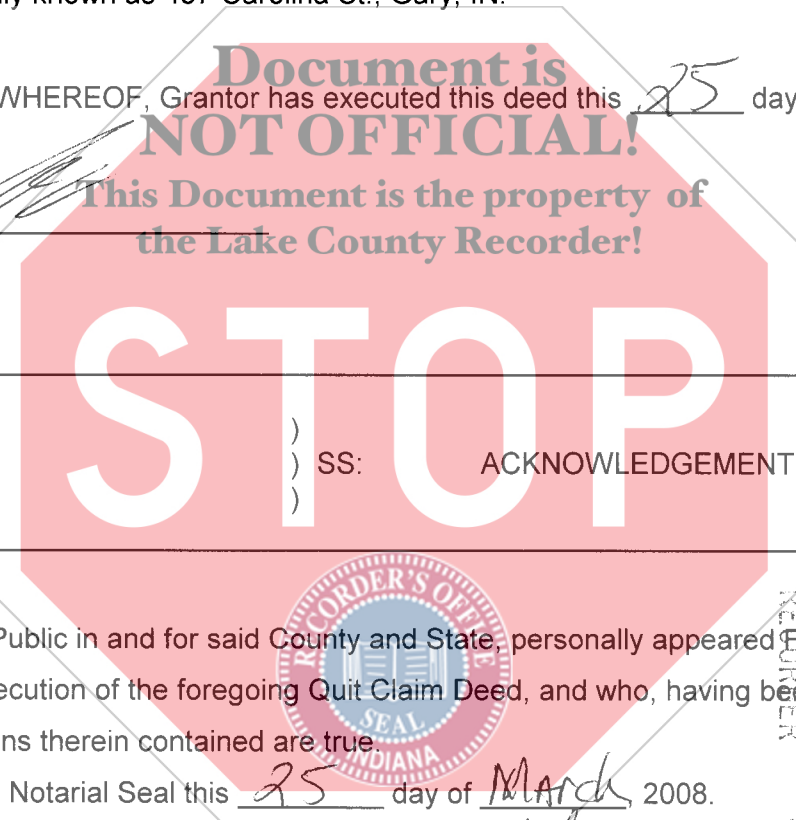 known as 437 Carolina St., Gary, IN.
Document is
WHEREOF, Grantor has executed this deed this 25 day
NOT OFFICIAL!
This Document is the property of
the Lake County Recorder!
STOP
)
) SS: ACKNOWLEDGEMENT
)
RECORDER'S OFFICE
Public in and for said County and State, personally appeared
RECORDER
ecution of the foregoing Quit Claim Deed, and who, having be
SEAL
ns therein contained are true.
INDIANA
Notarial Seal this 25 day of March 2008.